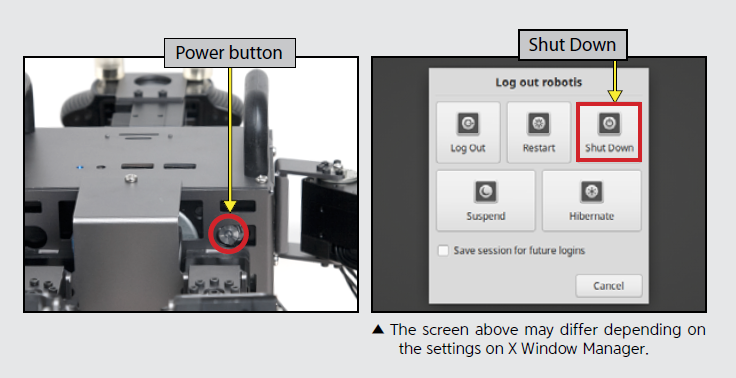 Power button
Shut Down
Log out robotis
Log Out
Restart
Shut Down
Suspend
Hibernate
Save session for future logins
Cancel
▲ The screen above may differ depending on
the settings on X Window Manager.